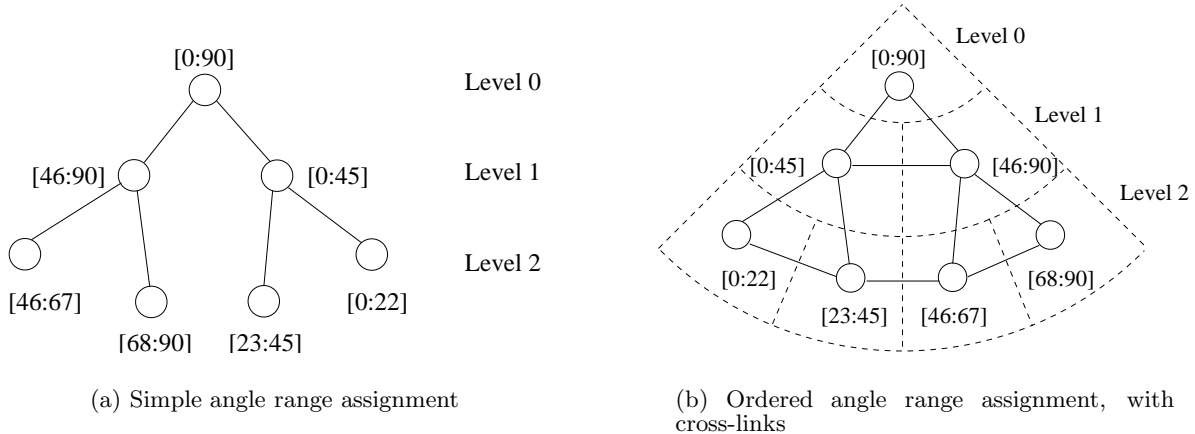 [0:90]
Level 0
[46:90]
[0:45]
Level 1
Level 2
[46:67]
[0:22]
[68:90]
[23:45]
(a) Simple angle range assignment
Level 0
[0:90]
Level 1
[0:45]
[46:90]
Level 2
[0:22]
[68:90]
[23:45]
[46:67]
(b) Ordered angle range assignment, with
cross-links